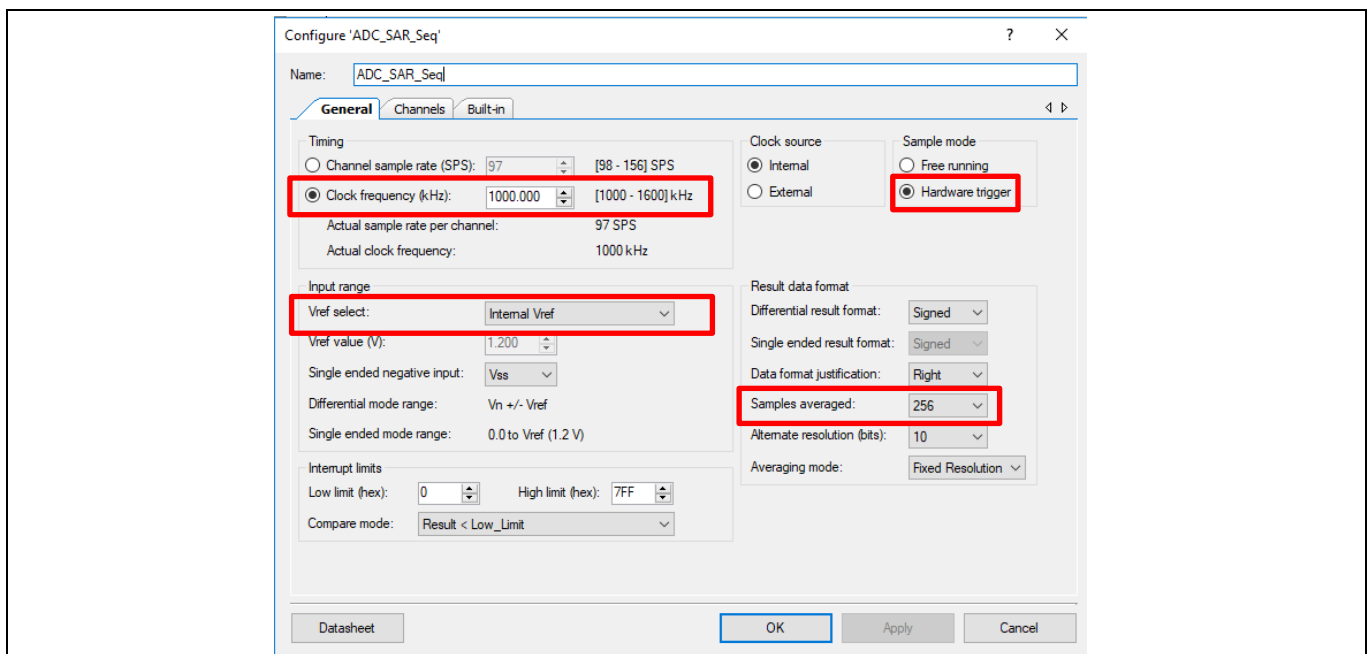 Configure 'ADC_SAR_Seq' ?
Name: ADC_SAR_Seq
General Channels Built-in
Timing
Channel sample rate (SPS): 97 [98 - 156] SPS
Clock frequency (kHz): 1000.000 [1000 - 1600] kHz
Actual sample rate per channel: 97 SPS
Actual clock frequency: 1000 kHz
Clock source
Internal
External
Sample mode
Free running
Hardware trigger
Input range
Vref select: Internal Vref
Vref value (V): 1.200
Single ended negative input: Vss
Differential mode range: Vn +/- Vref
Single ended mode range: 0.0 to Vref (1.2 V)
Result data format
Differential result format: Signed
Single ended result format: Signed
Data format justification: Right
Samples averaged: 256
Alternate resolution (bits): 10
Averaging mode: Fixed Resolution
Interrupt limits
Low limit (hex): 0 High limit (hex): 7FF
Compare mode: Result < Low_Limit
Datasheet OK Apply Cancel